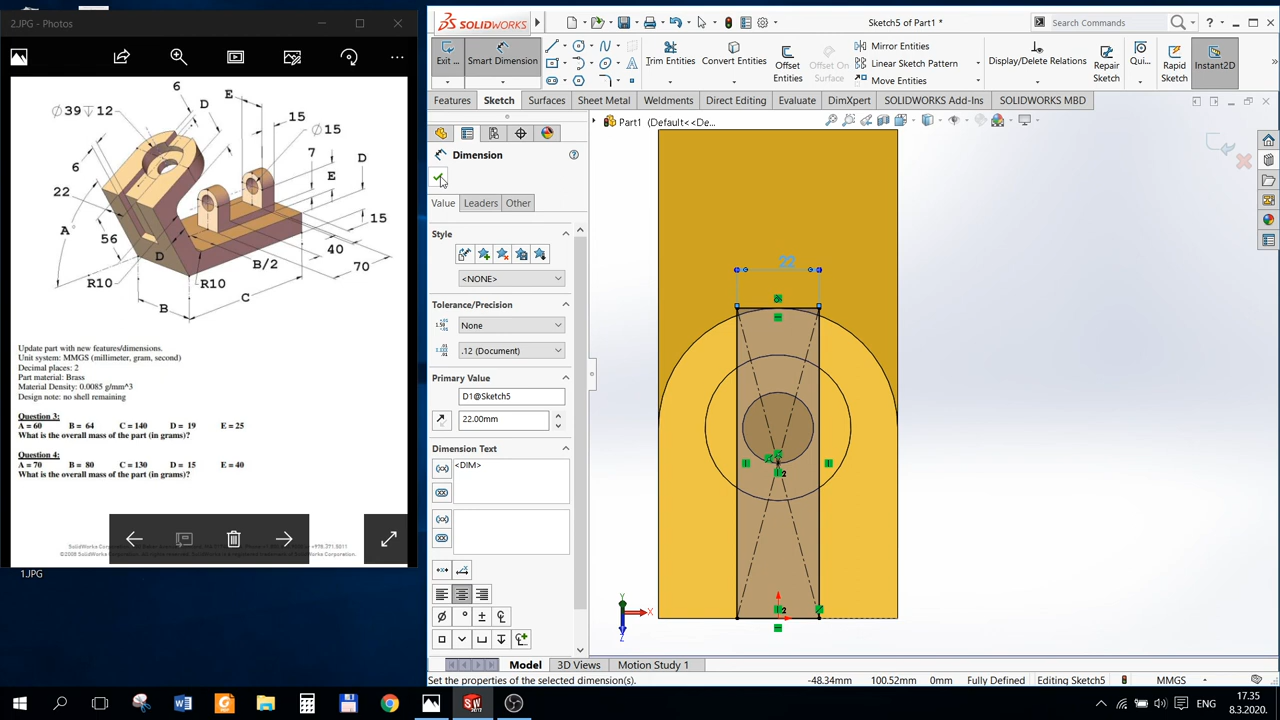 2.JPG - Photos
6
D
E
Ø39↧12
15
Ø15
6
7
D
22
E
A°
56
15
D
40
B/2
70
R10
R10
C
B
Update part with new features/dimensions.
Unit system: MMGS (millimeter, gram, second)
Decimal places: 2
Part material: Brass
Material Density: 0.0085 g/mm^3
Design note: no shell remaining
Question 3:
A = 60 B = 64 C = 140 D = 19 E = 25
What is the overall mass of the part (in grams)?
Question 4:
A = 70 B = 80 C = 130 D = 15 E = 40
What is the overall mass of the part (in grams)?
1.JPG
SOLIDWORKS
Sketch5 of Part1 *
Search Commands
Exit ...
Smart Dimension
Trim Entities
Convert Entities
Offset Entities
Offset On Surface
Mirror Entities
Linear Sketch Pattern
Move Entities
Display/Delete Relations
Repair Sketch
Qui...
Rapid Sketch
Instant2D
Features
Sketch
Surfaces
Sheet Metal
Weldments
Direct Editing
Evaluate
DimXpert
SOLIDWORKS Add-Ins
SOLIDWORKS MBD
Part1 (Default<<De...
Dimension
Value
Leaders
Other
Style
<NONE>
Tolerance/Precision
None
.12 (Document)
Primary Value
D1@Sketch5
22.00mm
Dimension Text
<DIM>
22
2
2
Y
X
Z
Model
3D Views
Motion Study 1
Set the properties of the selected dimension(s).
-48.34mm
100.52mm
0mm
Fully Defined
Editing Sketch5
MMGS
ENG
17.35
8.3.2020.